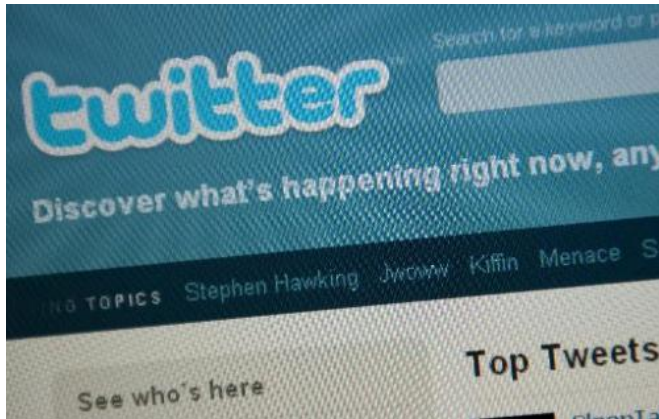 Search for a keyword or p
twitter
Discover what's happening right now, any
NG TOPICS Stephen Hawking Jwoww Kiffin Menace S
Top Tweets
See who's here